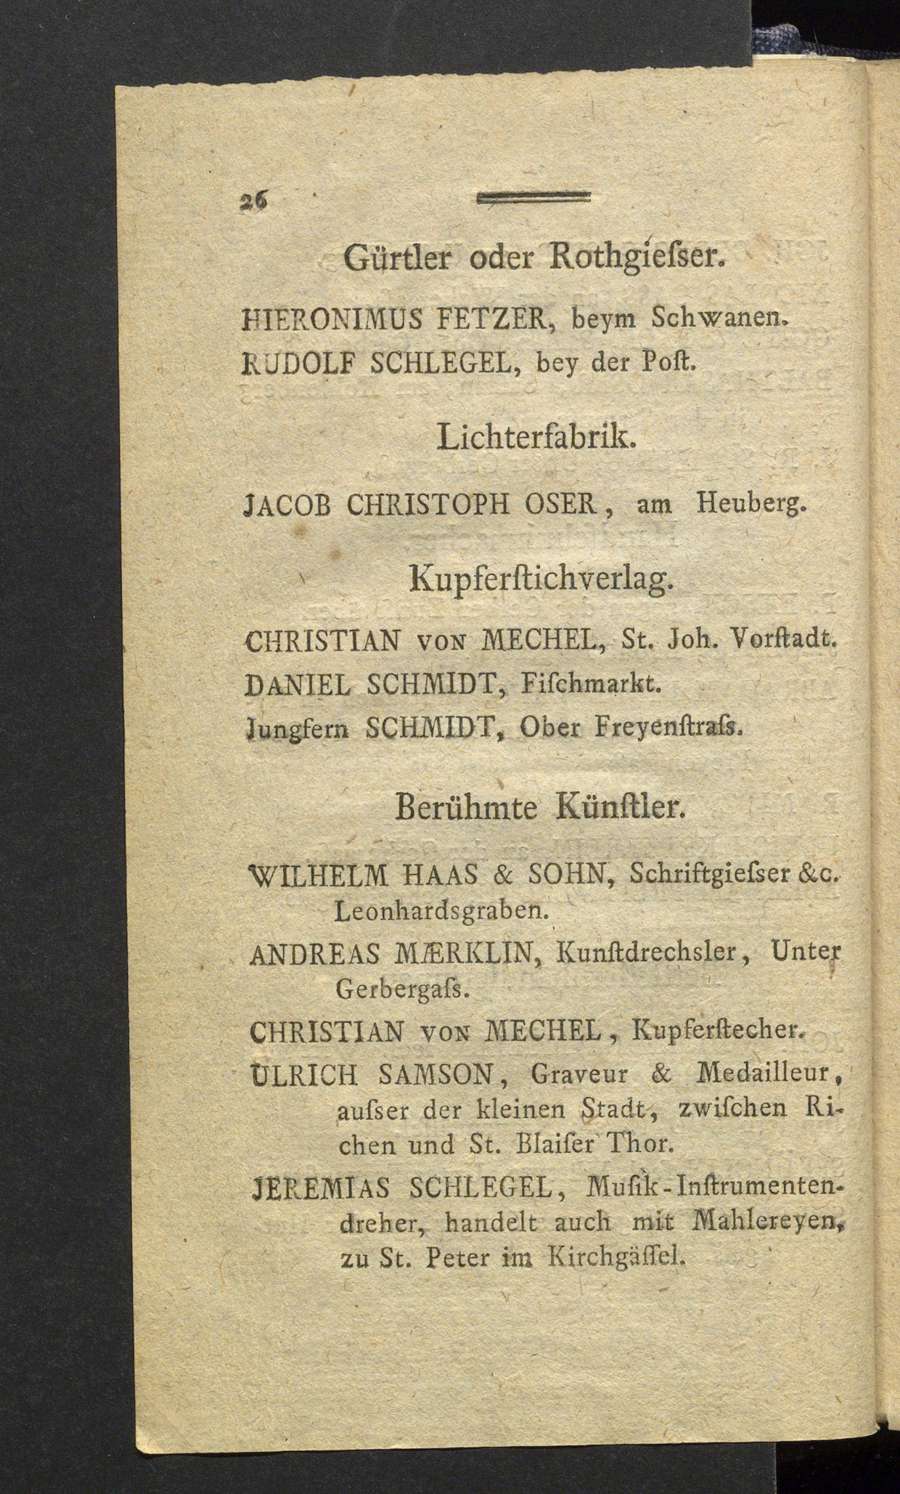 26
Gürtler oder Rothgieſser.
HIERONIMUS FETZER, beym Schwanen.
RUDOLF SCHLEGEL, bey der Poſt.
Lichterfabrik.
JACOB CHRISTOPH OSER, am Heuberg.
Kupferſtichverlag.
CHRISTIAN VON MECHEL, St. Joh. Vorſtadt.
DANIEL SCHMIDT, Fiſchmarkt.
Jungfern SCHMIDT, Ober Freyenſtraſs.
Berühmte Künſtler.
WILHELM HAAS & SOHN, Schriftgieſser &c.
Leonhardsgraben.
ANDREAS MÆRKLIN, Kunſtdrechsler, Unter
Gerbergaſs.
CHRISTIAN VON MECHEL, Kupferſtecher.
ULRICH SAMSON, Graveur & Medailleur,
auſser der kleinen Stadt, zwiſchen Ri-
chen und St. Blaiſer Thor.
JEREMIAS SCHLEGEL, Muſik-Inſtrumenten-
dreher, handelt auch mit Mahlereyen,
zu St. Peter im Kirchgäſſel.